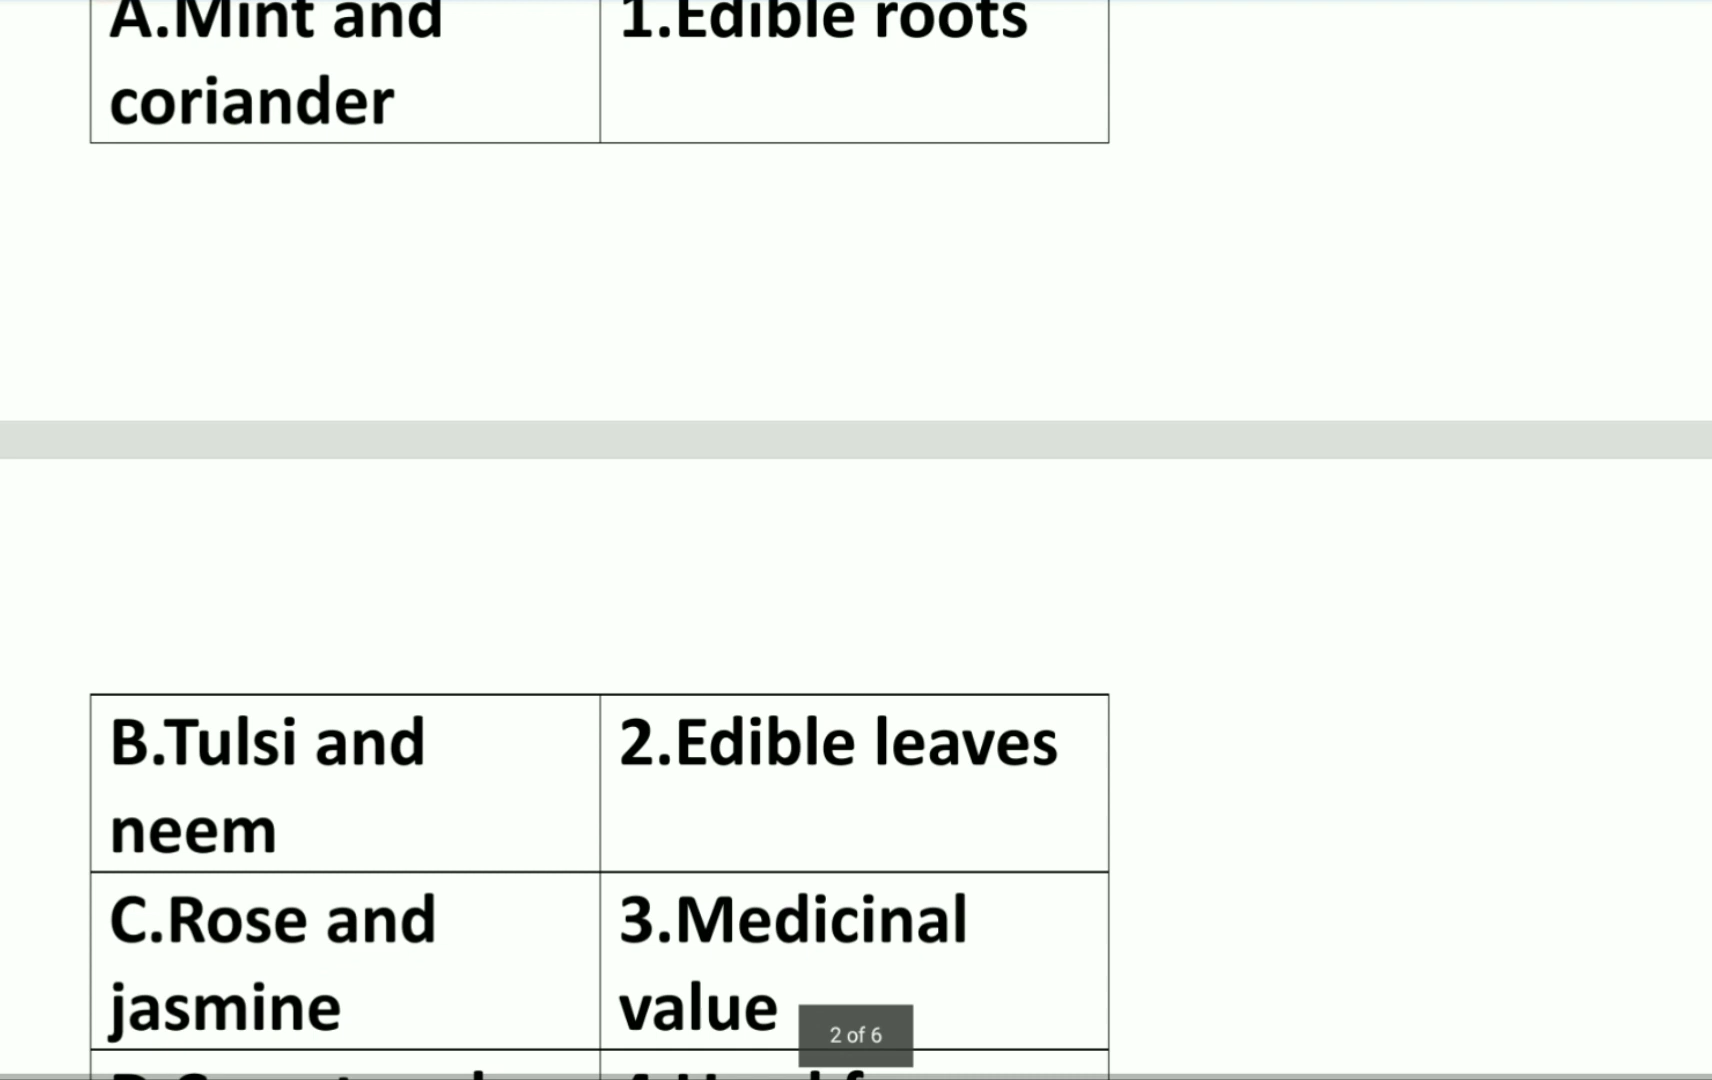 A.Mint and
coriander
1.Edible roots
B.Tulsi and
neem
2.Edible leaves
C.Rose and
jasmine
3.Medicinal
value
2 of 6